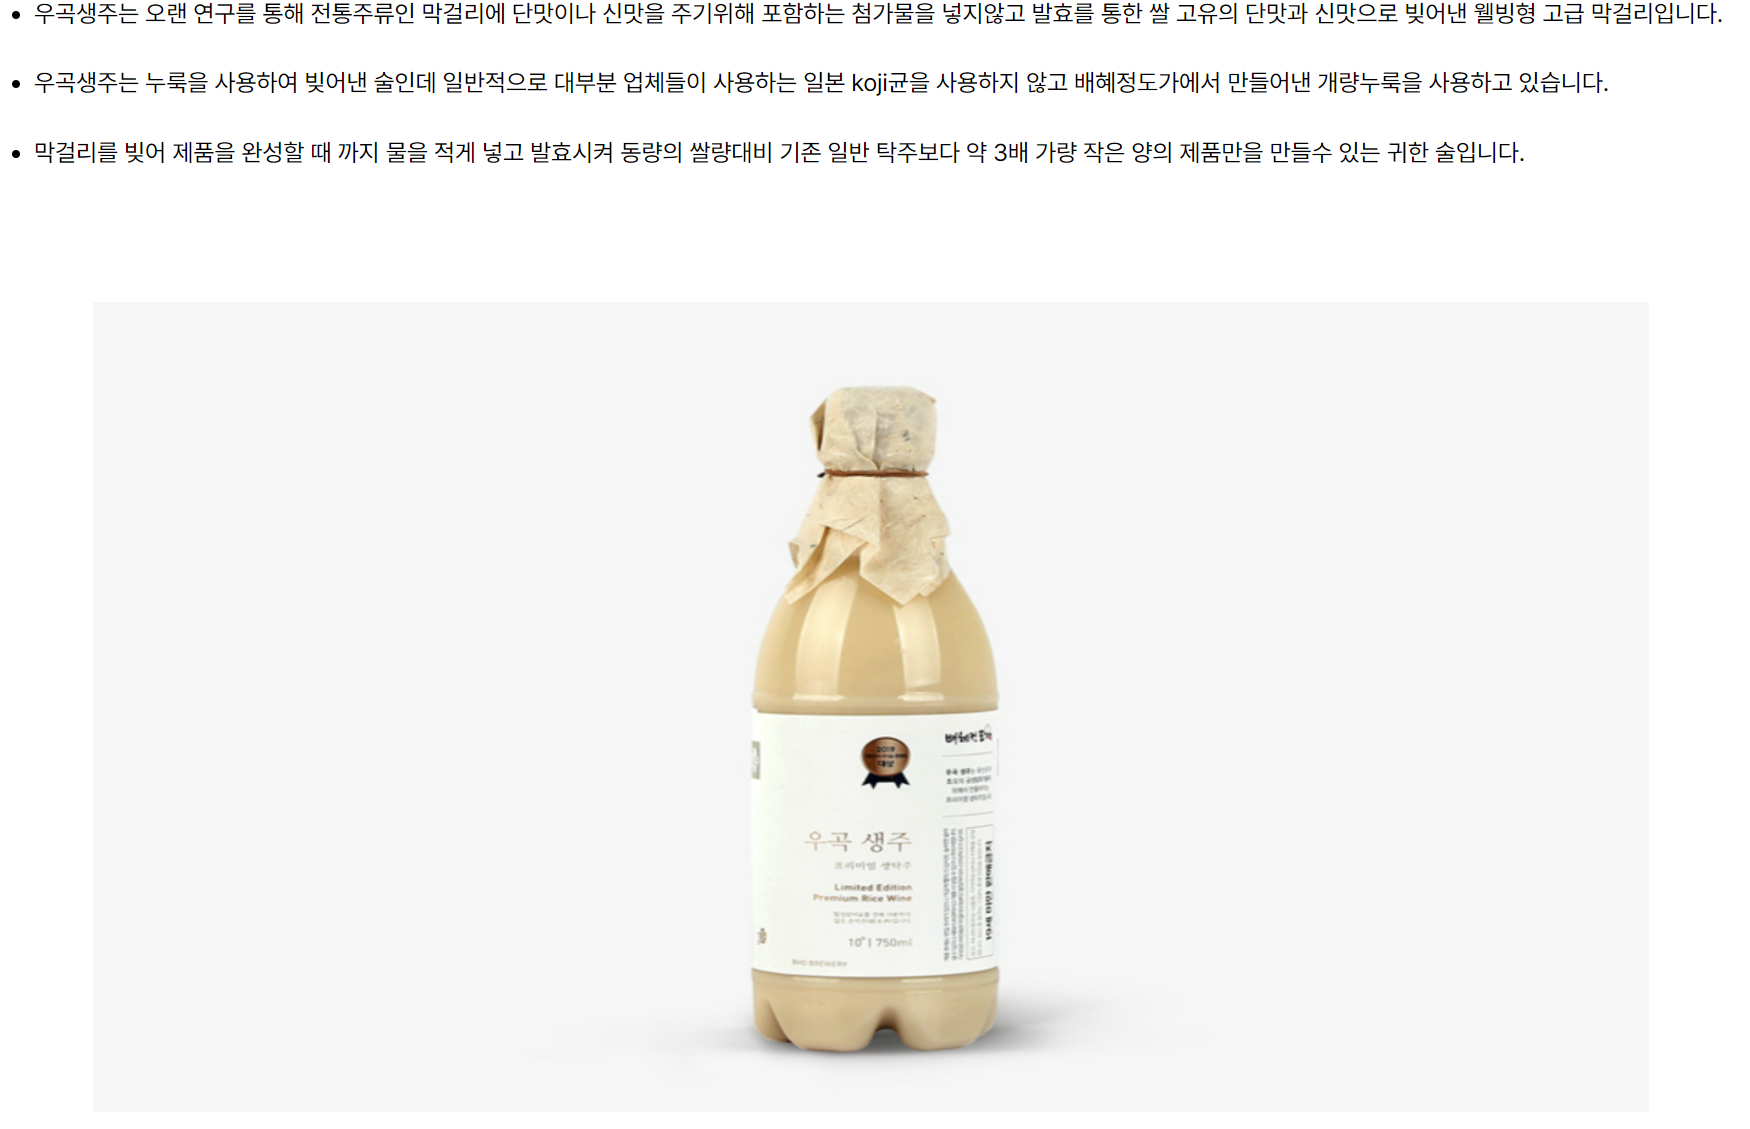 우곡생주는 오랜 연구를 통해 전통주류인 막걸리에 단맛이나 신맛을 주기위해 포함하는 첨가물을 넣지않고 발효를 통한 쌀 고유의 단맛과 신맛으로 빚어낸 웰빙형 고급 막걸리입니다.
우곡생주는 누룩을 사용하여 빚어낸 술인데 일반적으로 대부분 업체들이 사용하는 일본 koji균을 사용하지 않고 배혜정도가에서 만들어낸 개량누룩을 사용하고 있습니다.
막걸리를 빚어 제품을 완성할 때 까지 물을 적게 넣고 발효시켜 동량의 쌀량대비 기존 일반 탁주보다 약 3배 가량 작은 양의 제품만을 만들수 있는 귀한 술입니다.
배혜정도가
2019
대상
우곡 생주
프리미엄 생탁주
Limited Edition
Premium Rice Wine
10° | 750ml
BHD BREWERY